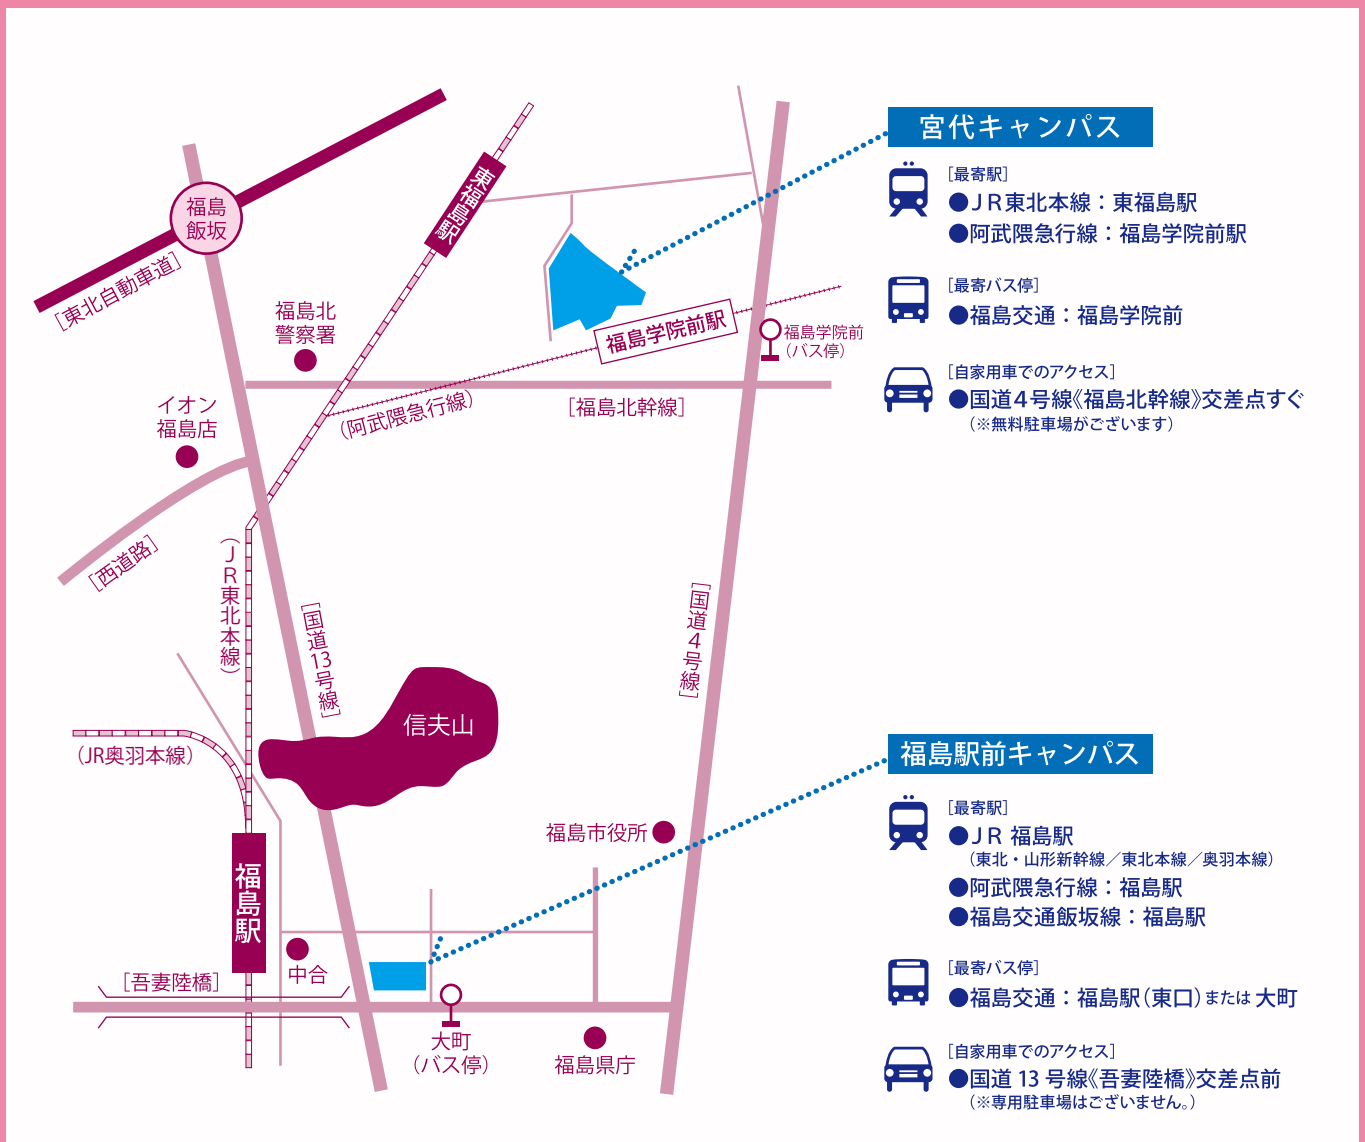 福島
飯坂
[東北自動車道]
東福島駅
福島北
警察署
福島学院前駅
福島学院前
(バス停)
(阿武隈急行線)
[福島北幹線]
イオン
福島店
[西道路]
(JR東北本線)
[国道13号線]
[国道4号線]
信夫山
(JR奥羽本線)
福島市役所
福島駅
中合
[吾妻陸橋]
大町
(バス停)
福島県庁
宮代キャンパス
[最寄駅]
●JR東北本線:東福島駅
●阿武隈急行線:福島学院前駅
[最寄バス停]
●福島交通:福島学院前
[自家用車でのアクセス]
●国道4号線《福島北幹線》交差点すぐ
(※無料駐車場がございます)
福島駅前キャンパス
[最寄駅]
●JR 福島駅
(東北・山形新幹線/東北本線/奥羽本線)
●阿武隈急行線:福島駅
●福島交通飯坂線:福島駅
[最寄バス停]
●福島交通:福島駅(東口)または 大町
[自家用車でのアクセス]
●国道 13 号線《吾妻陸橋》交差点前
(※専用駐車場はございません。)